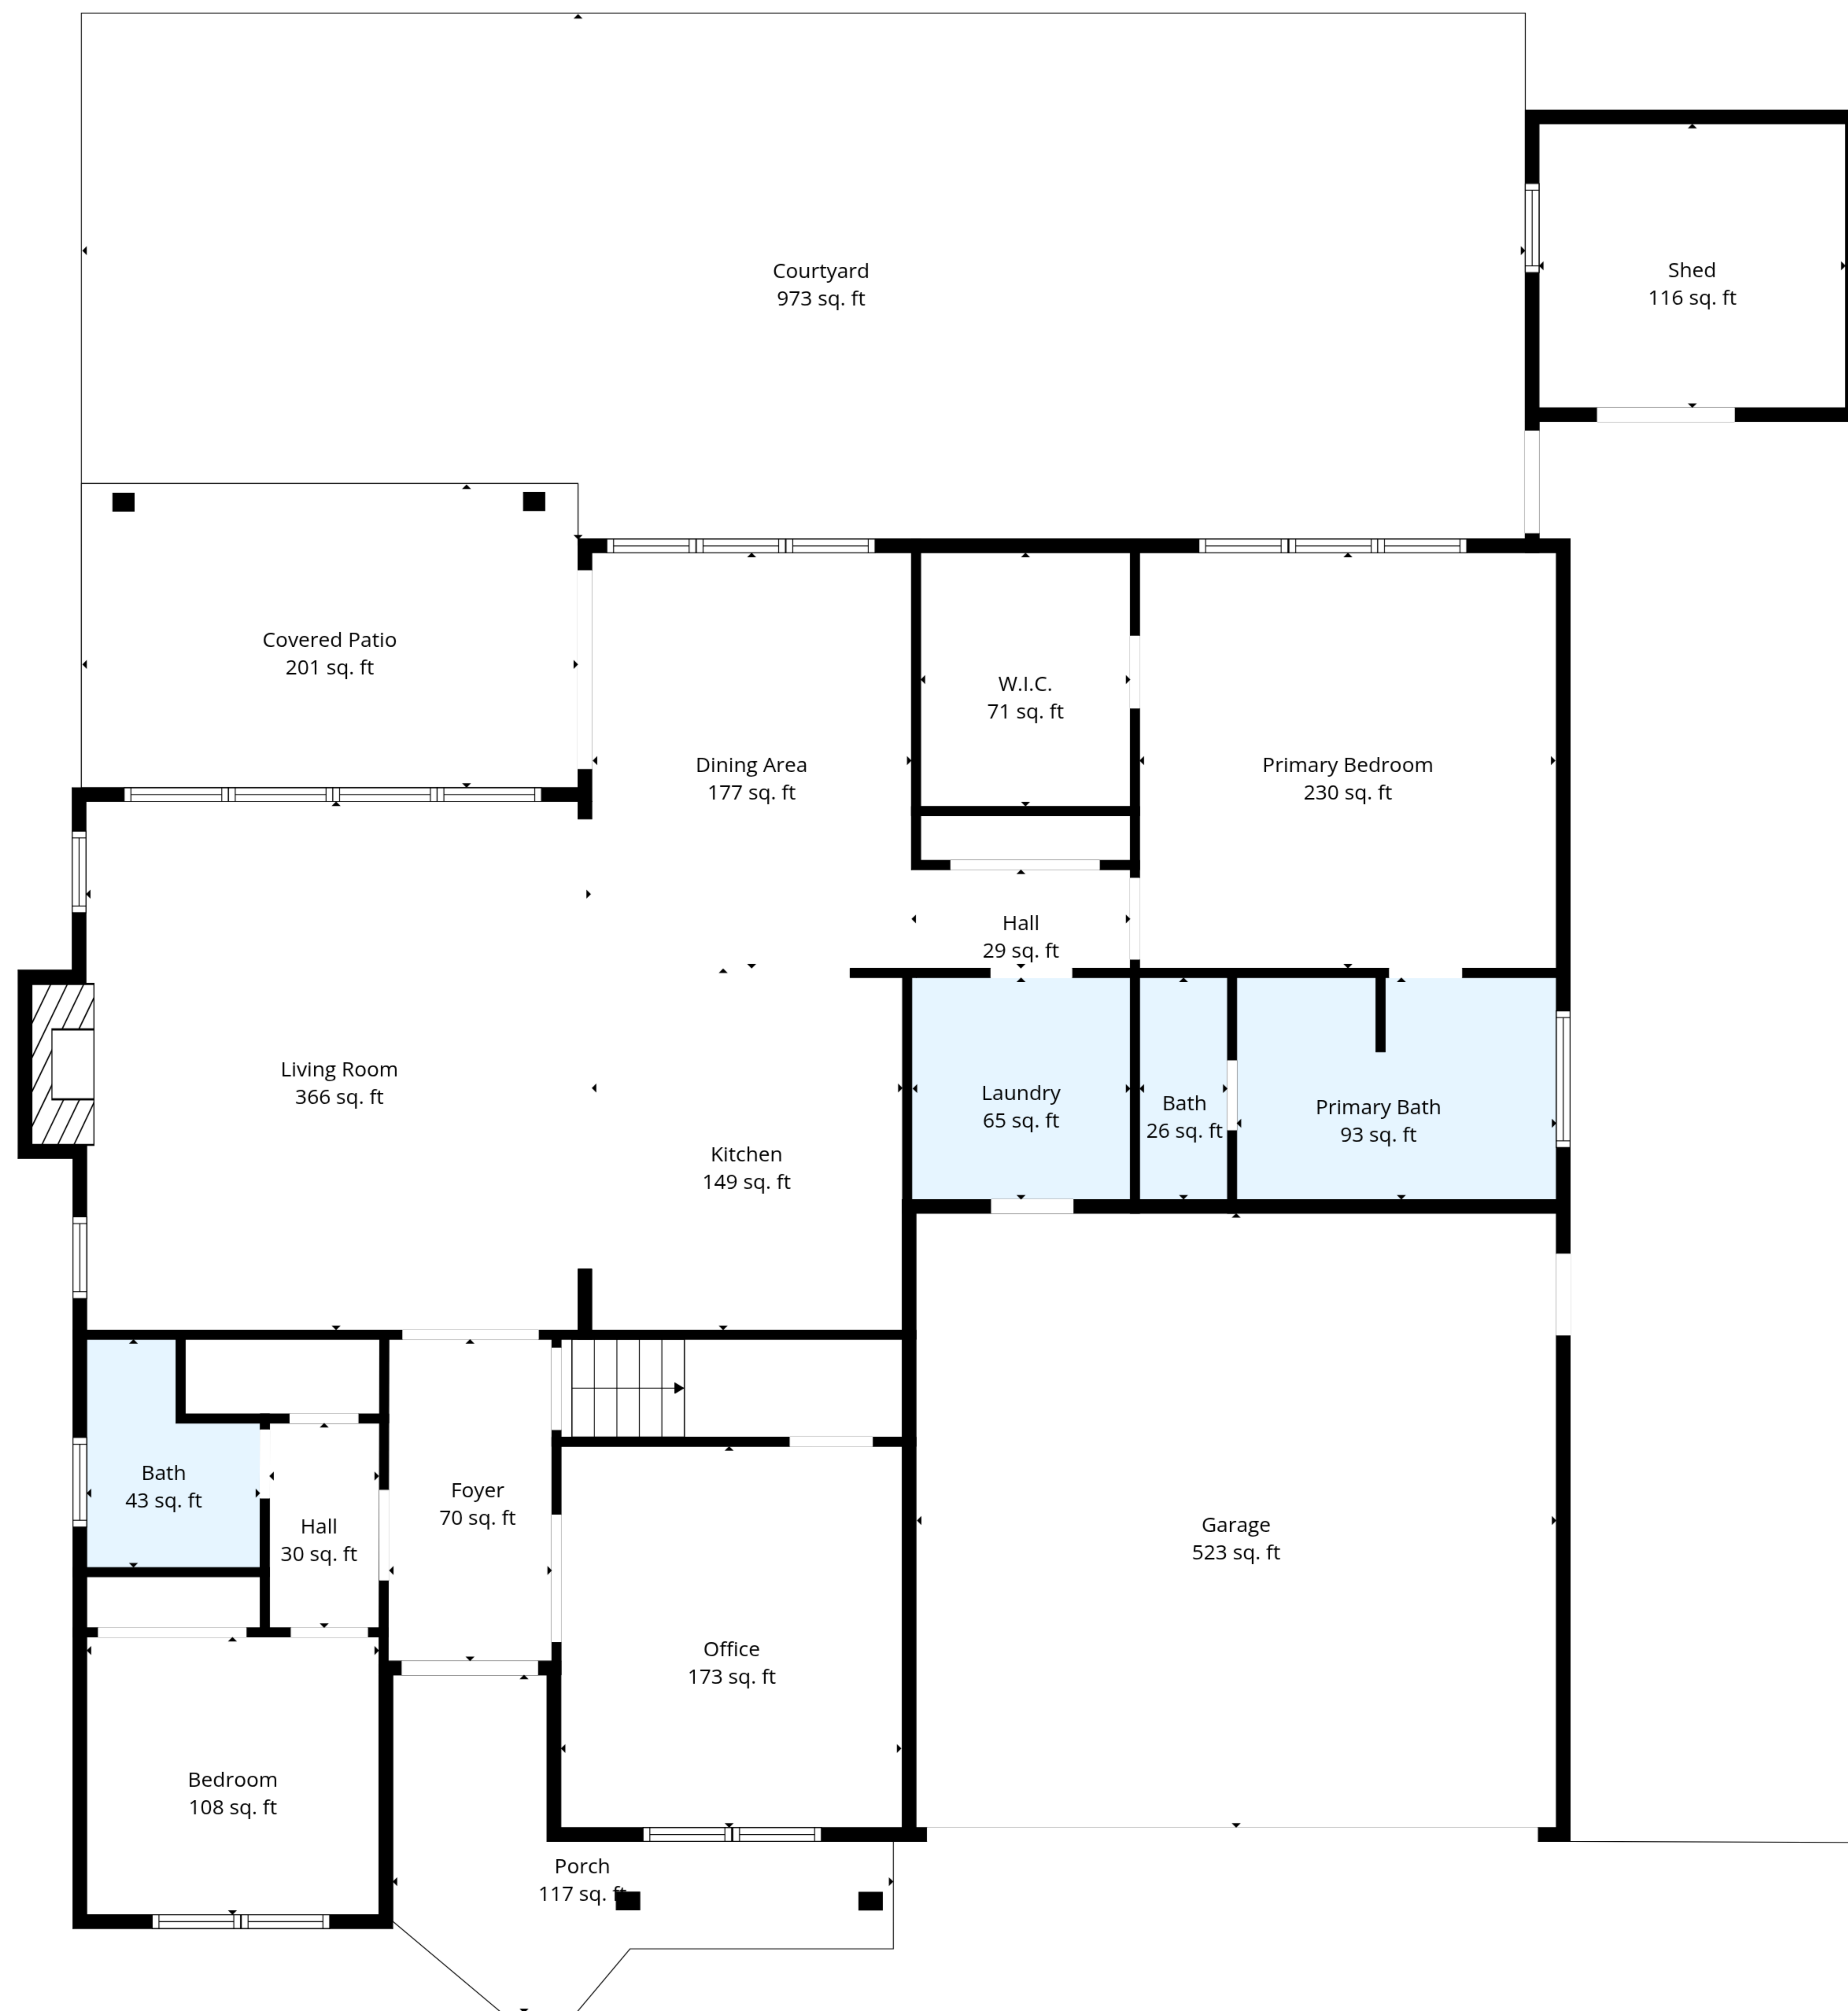 Courtyard
973 sq. ft
Shed
116 sq. ft
Covered Patio
201 sq. ft
W.I.C.
71 sq. ft
Dining Area
177 sq. ft
Primary Bedroom
230 sq. ft
Hall
29 sq. ft
Living Room
366 sq. ft
Laundry
65 sq. ft
Bath
26 sq. ft
Primary Bath
93 sq. ft
Kitchen
149 sq. ft
Bath
43 sq. ft
Foyer
70 sq. ft
Hall
30 sq. ft
Garage
523 sq. ft
Office
173 sq. ft
Bedroom
108 sq. ft
Porch
117 sq. ft